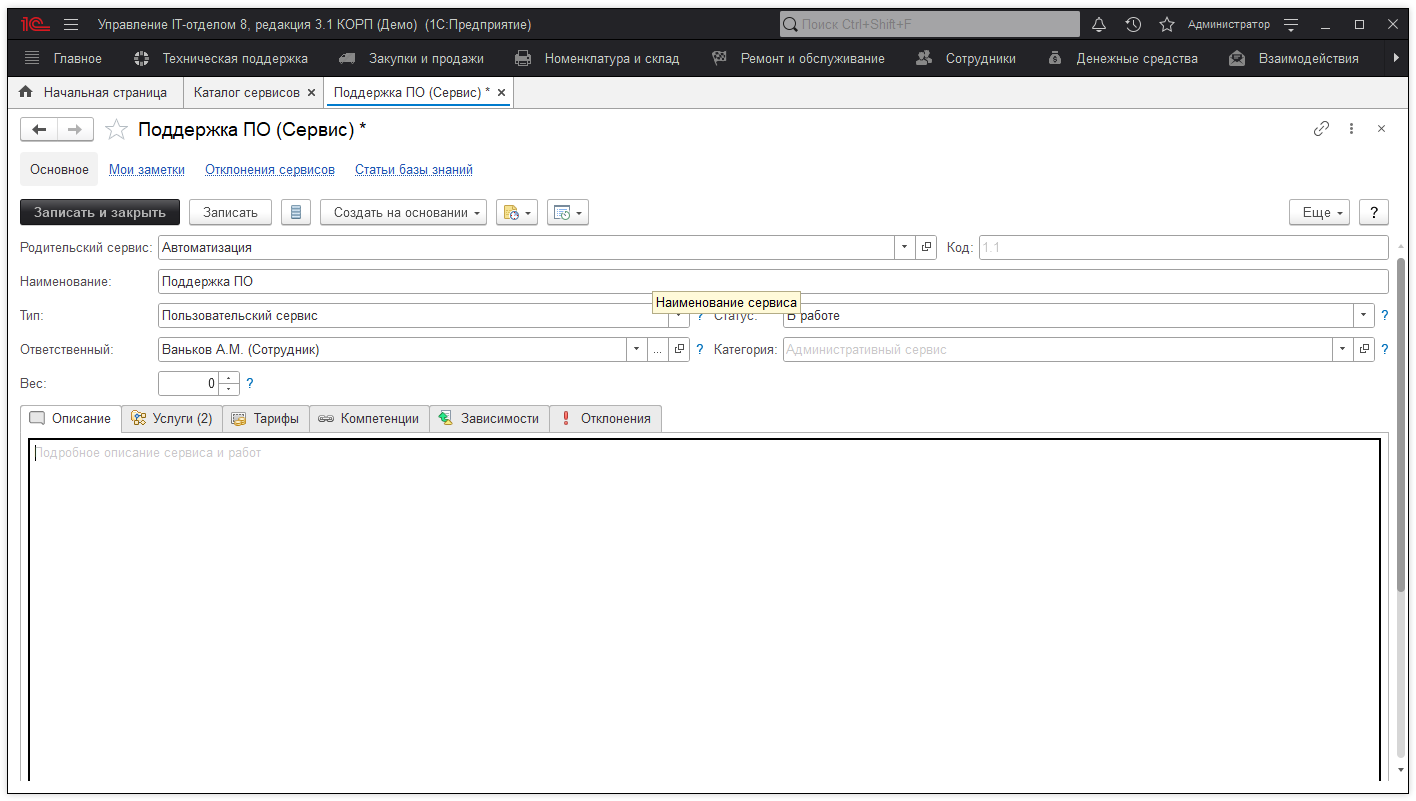 1С Управление IT-отделом 8, редакция 3.1 КОРП (Демо) (1С:Предприятие) Поиск Ctrl+Shift+F Администратор
Главное Техническая поддержка Закупки и продажи Номенклатура и склад Ремонт и обслуживание Сотрудники Денежные средства Взаимодействия
Начальная страница Каталог сервисов × Поддержка ПО (Сервис) * ×
Поддержка ПО (Сервис) *
Основное Мои заметки Отклонения сервисов Статьи базы знаний
Записать и закрыть Записать Создать на основании Еще ?
Родительский сервис: Автоматизация Код: 1.1
Наименование: Поддержка ПО
Наименование сервиса
Тип: Пользовательский сервис ? Статус: В работе ?
Ответственный: Ваньков А.М. (Сотрудник) ... ? Категория: Административный сервис ?
Вес: 0 ?
Описание Услуги (2) Тарифы Компетенции Зависимости Отклонения
Подробное описание сервиса и работ